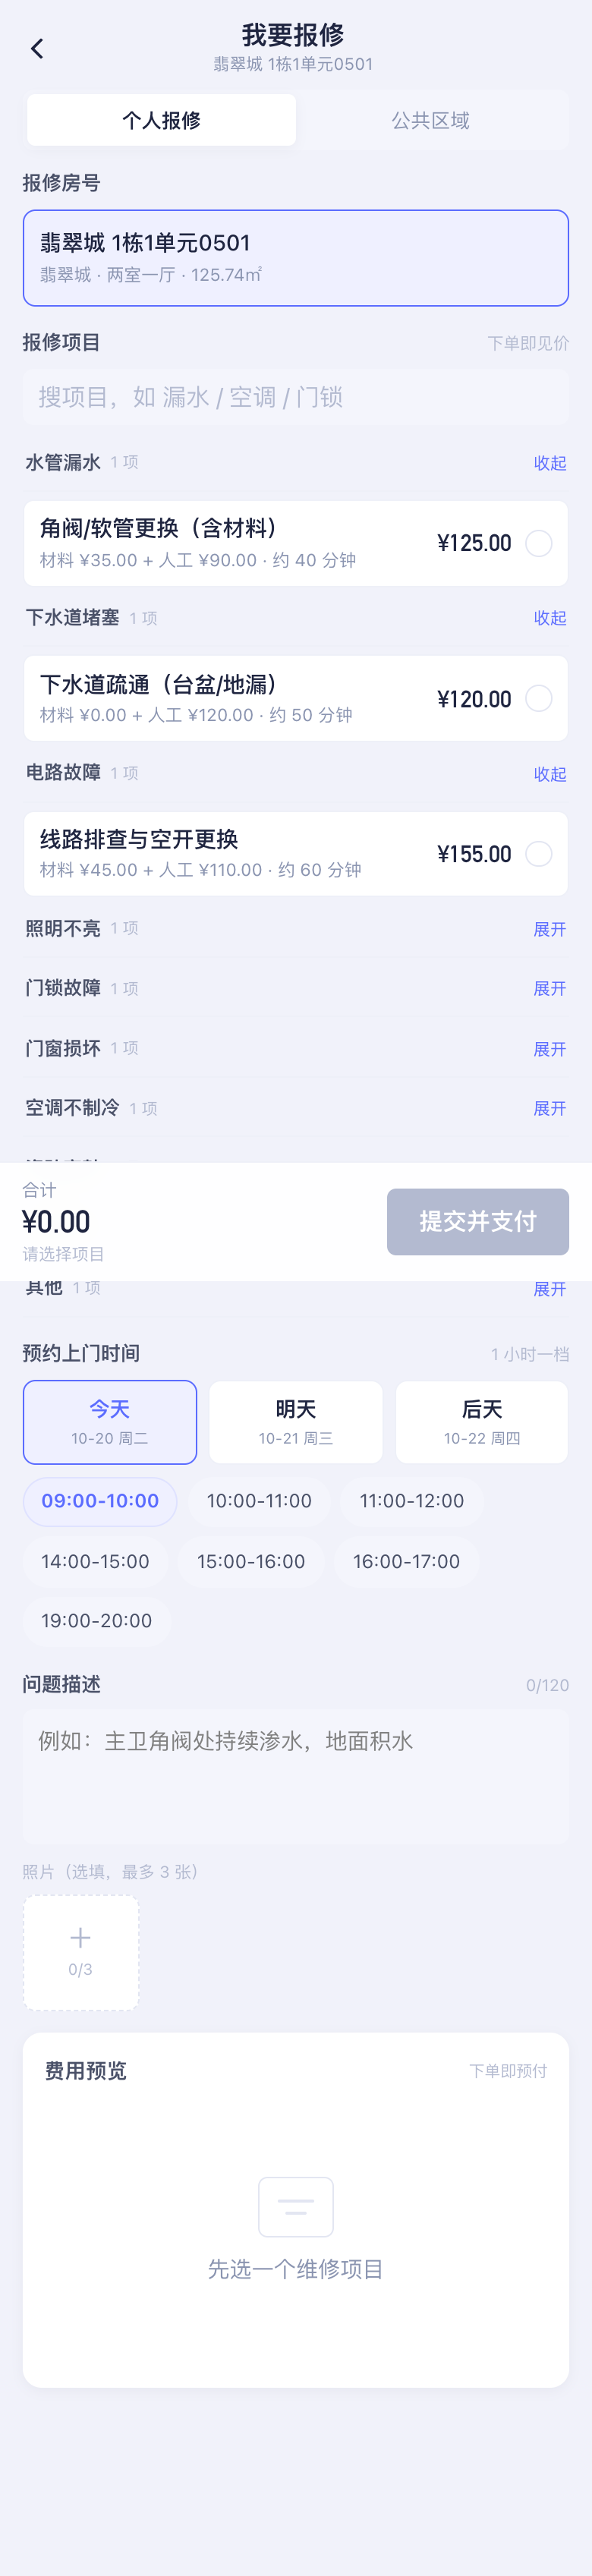 我要报修
翡翠城 1栋1单元0501
个人报修
公共区域
报修房号
翡翠城 1栋1单元0501
翡翠城 · 两室一厅 · 125.74㎡
报修项目
下单即见价
搜项目，如 漏水 / 空调 / 门锁
水管漏水 1 项
收起
角阀/软管更换（含材料）
材料 ¥35.00 + 人工 ¥90.00 · 约 40 分钟
¥125.00
下水道堵塞 1 项
收起
下水道疏通（台盆/地漏）
材料 ¥0.00 + 人工 ¥120.00 · 约 50 分钟
¥120.00
电路故障 1 项
收起
线路排查与空开更换
材料 ¥45.00 + 人工 ¥110.00 · 约 60 分钟
¥155.00
照明不亮 1 项
展开
门锁故障 1 项
展开
门窗损坏 1 项
展开
空调不制冷 1 项
展开
合计
¥0.00
请选择项目
提交并支付
其他 1 项
展开
预约上门时间
1 小时一档
今天
10-20 周二
明天
10-21 周三
后天
10-22 周四
09:00-10:00
10:00-11:00
11:00-12:00
14:00-15:00
15:00-16:00
16:00-17:00
19:00-20:00
问题描述
0/120
例如：主卫角阀处持续渗水，地面积水
照片（选填，最多 3 张）
0/3
费用预览
下单即预付
先选一个维修项目